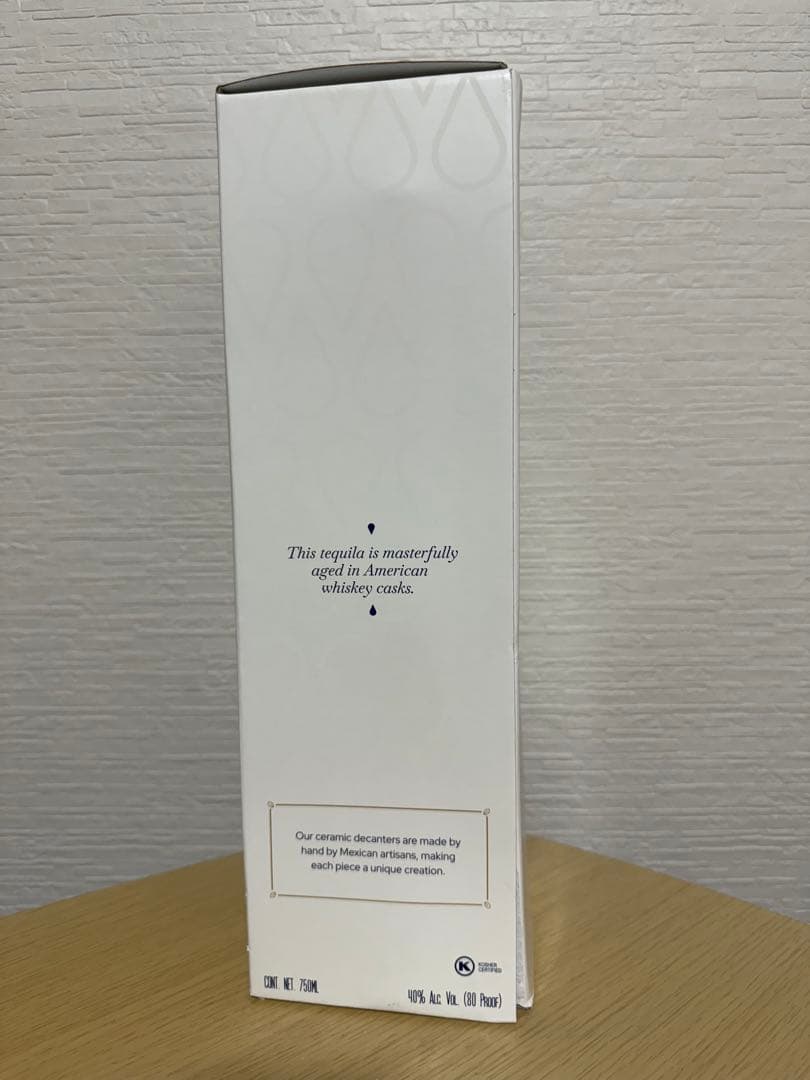 This tequila is masterfully
aged in American
whiskey casks.
Our ceramic decanters are made by
hand by Mexican artisans, making
each piece a unique creation.
K
KOSHER
CERTIFIED
CONT. NET. 750ML
40% ALC. VOL. (80 PROOF)